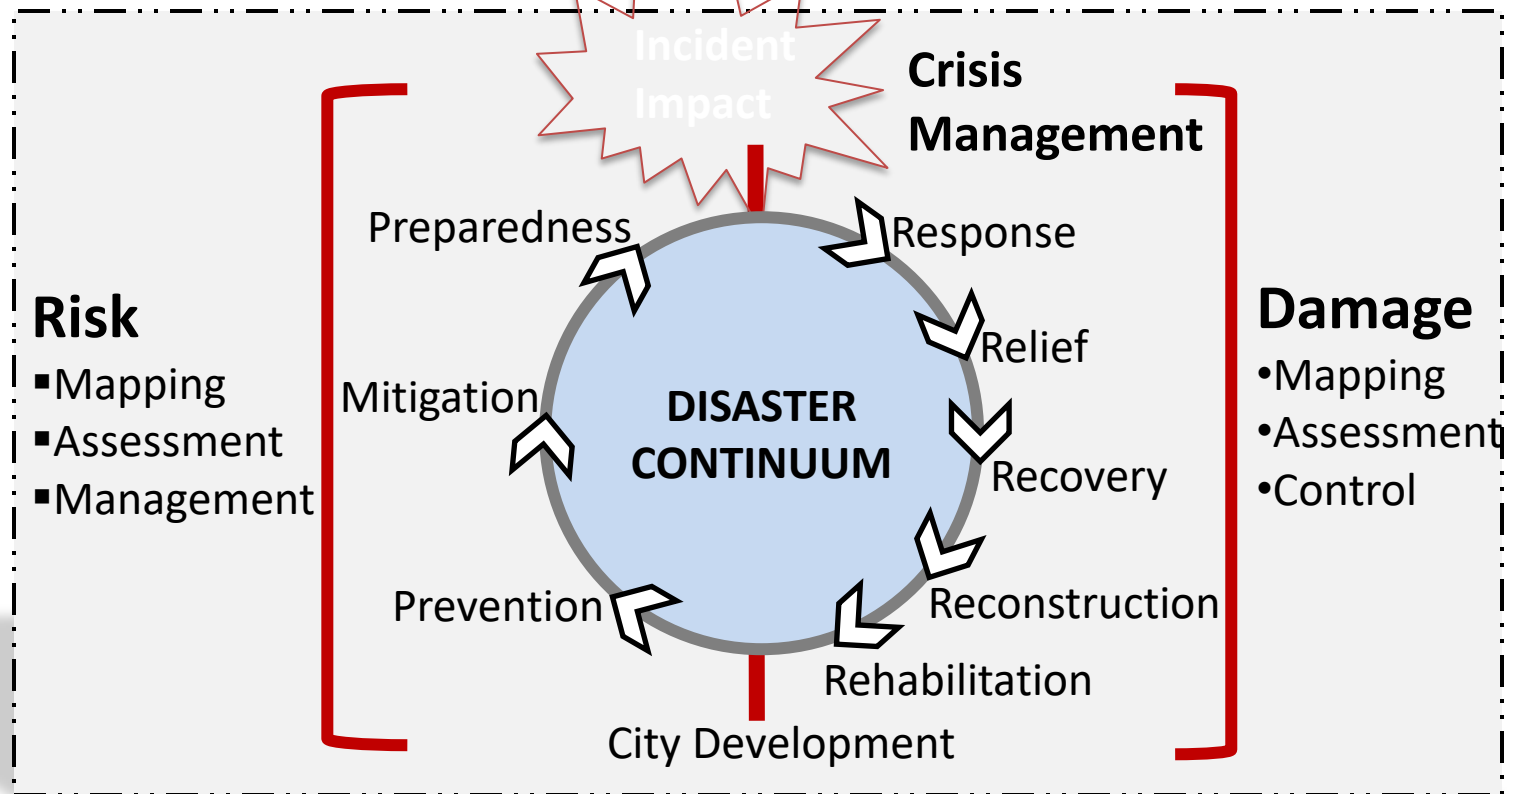 Incident
Impact
Crisis
Management
Preparedness
Response
Risk
▪Mapping
▪Assessment
▪Management
Mitigation
Relief
DISASTER
CONTINUUM
Recovery
Damage
•Mapping
•Assessment
•Control
Prevention
Reconstruction
Rehabilitation
City Development